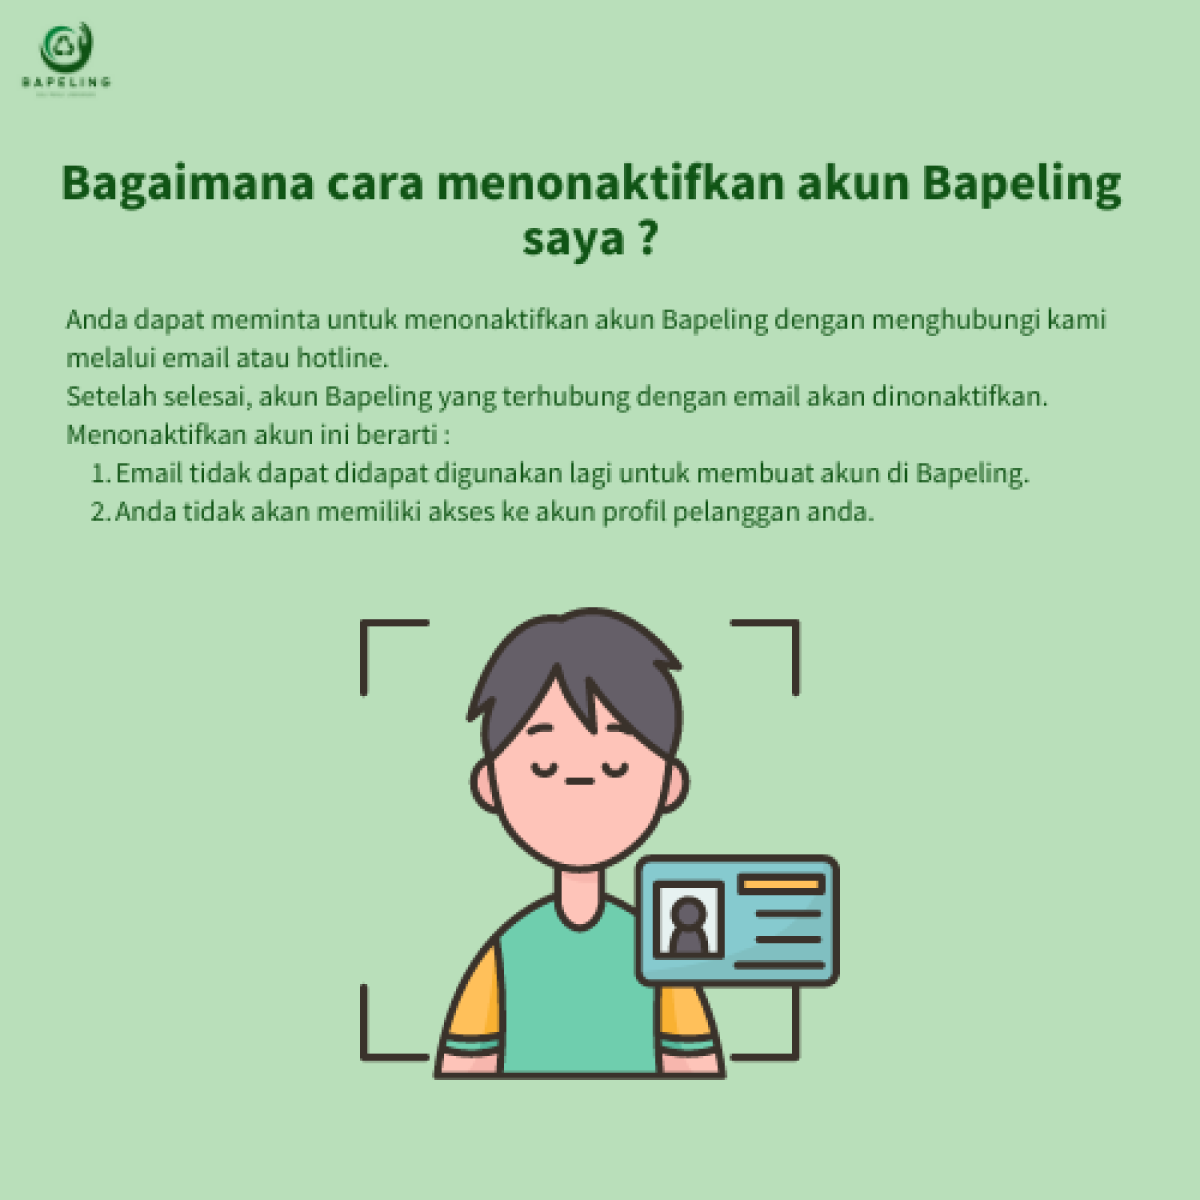 BAPELING
Bagaimana cara menonaktifkan akun Bapeling
saya ?
Anda dapat meminta untuk menonaktifkan akun Bapeling dengan menghubungi kami
melalui email atau hotline.
Setelah selesai, akun Bapeling yang terhubung dengan email akan dinonaktifkan.
Menonaktifkan akun ini berarti :
1. Email tidak dapat didapat digunakan lagi untuk membuat akun di Bapeling.
2. Anda tidak akan memiliki akses ke akun profil pelanggan anda.